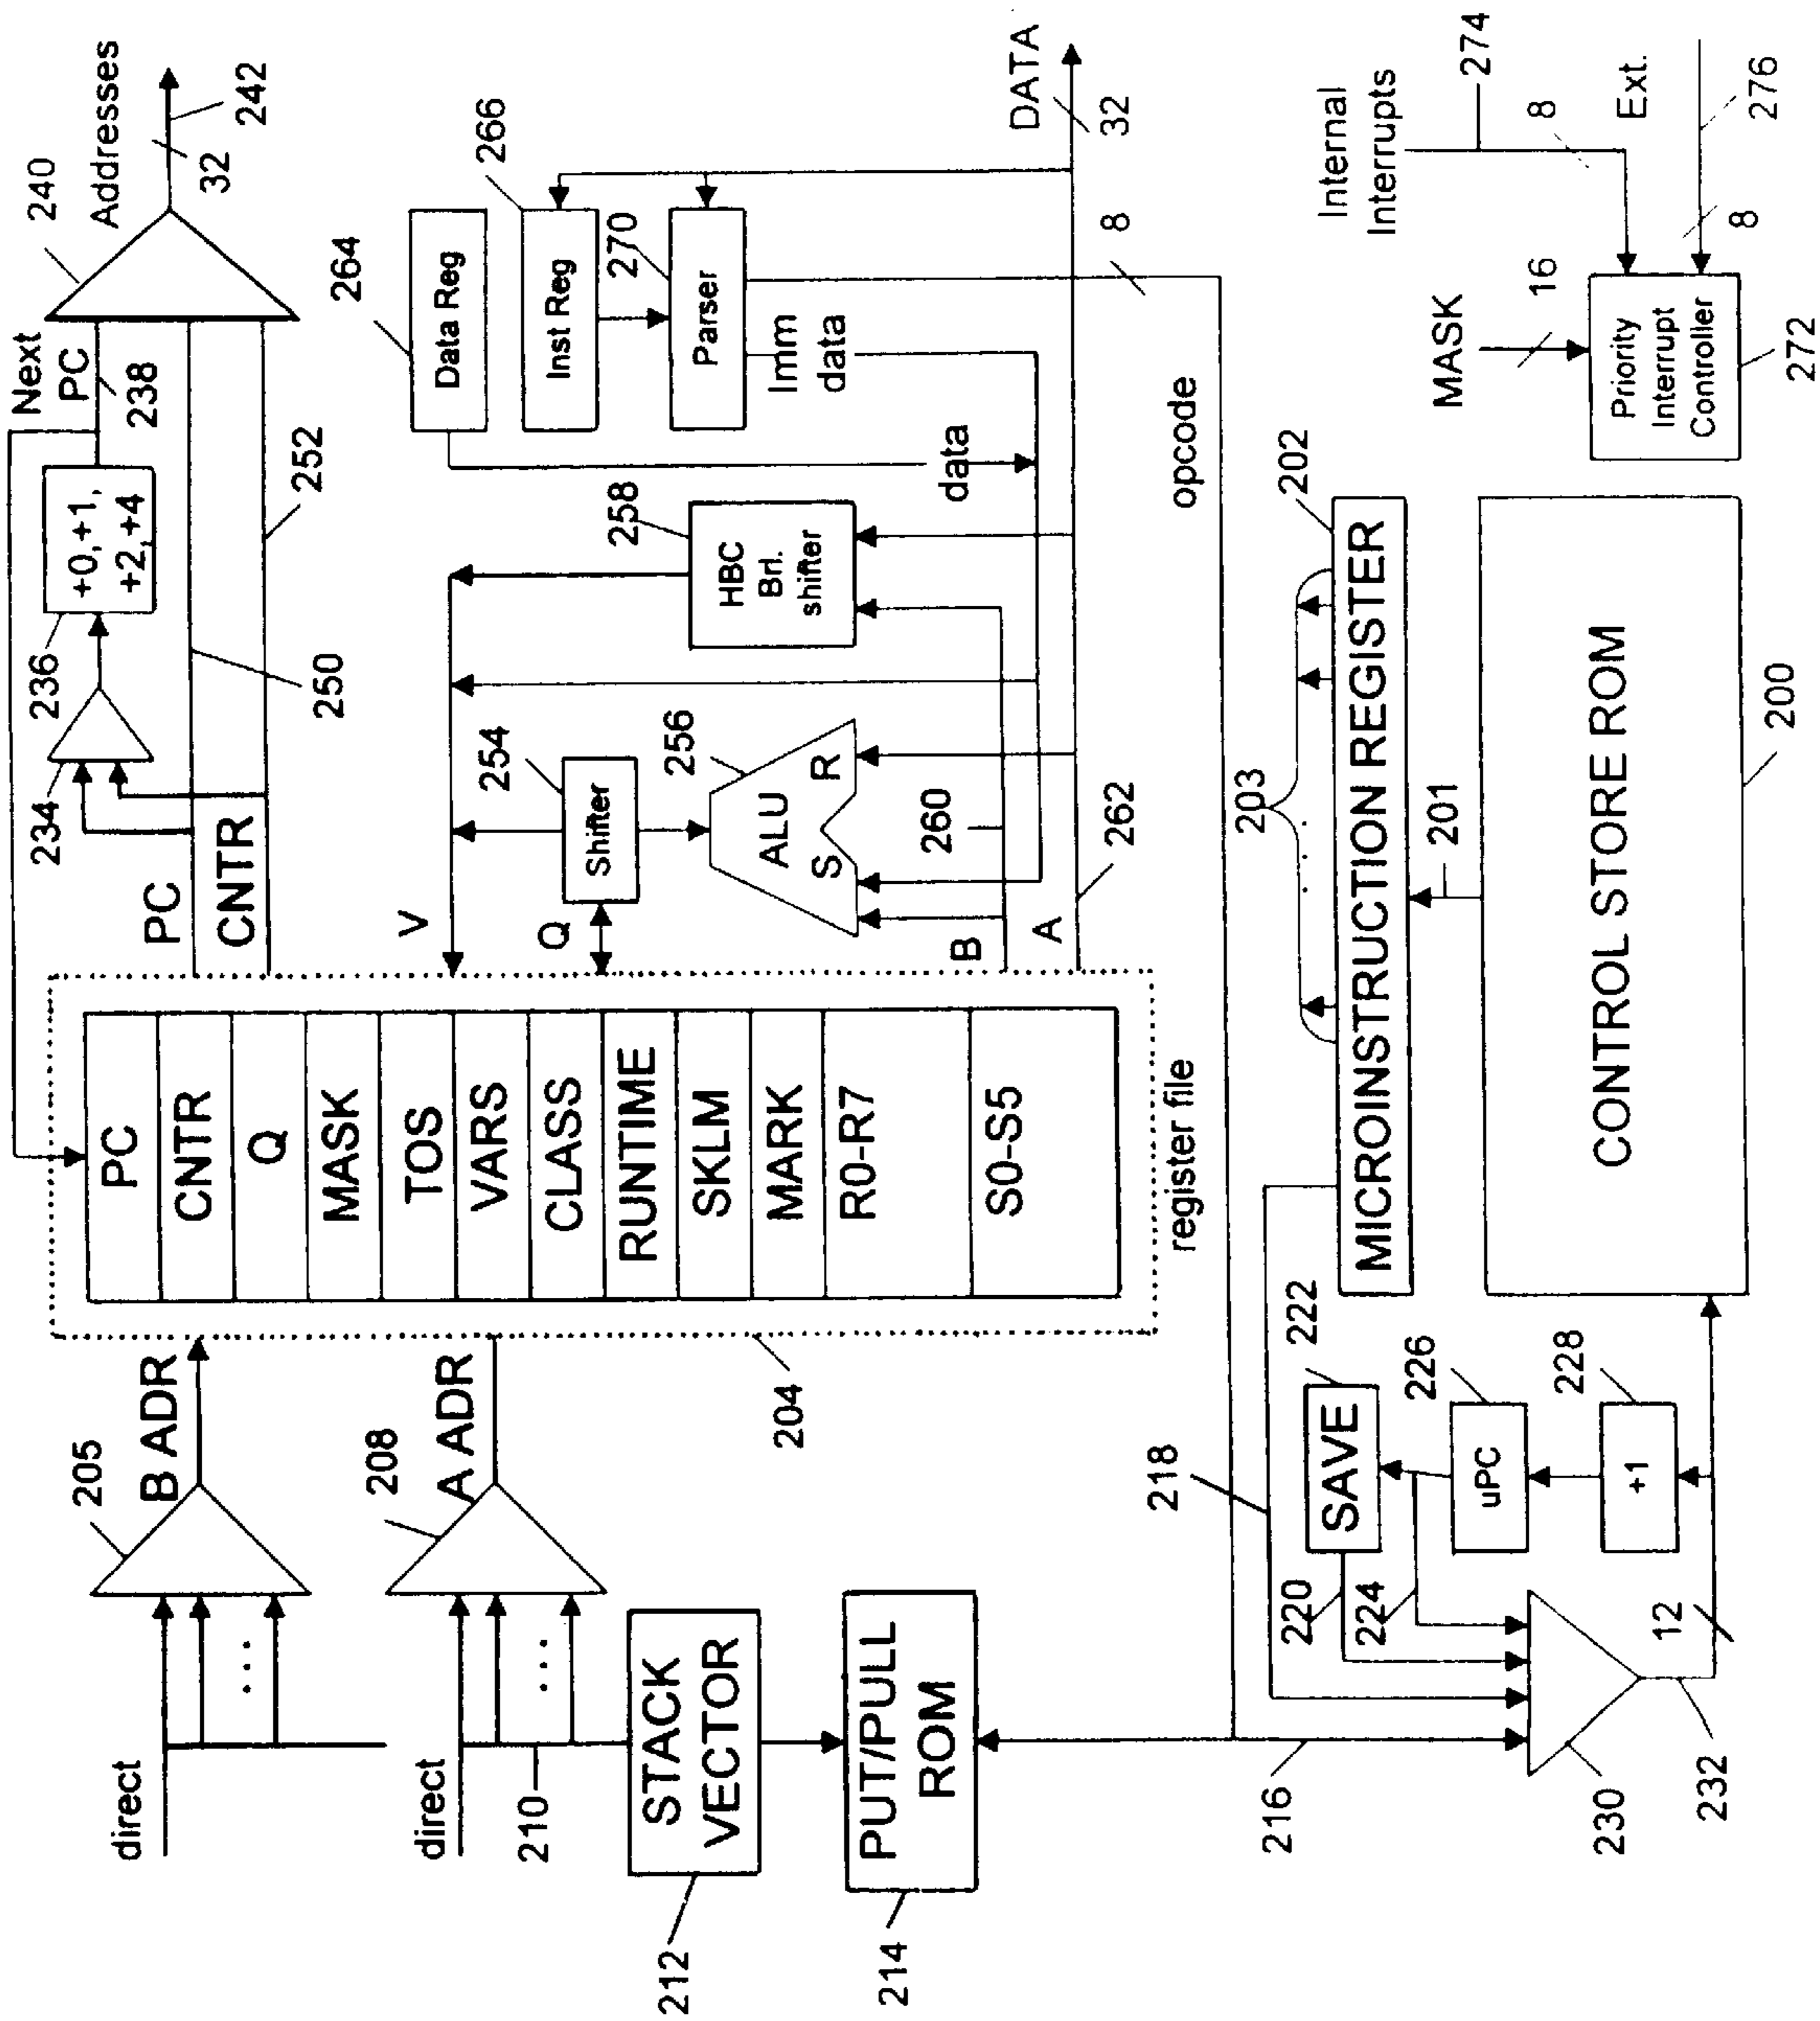 direct
205
B ADR
direct
210
208
A ADR
STACK
VECTOR
212
PUT/PULL
ROM
214
PC
CNTR
Q
MASK
TOS
VARS
CLASS
RUNTIME
SKLM
MARK
R0-R7
S0-S5
register file
204
PC
CNTR
234
236
+0,+1,
+2,+4
Next
PC
238
240
Addresses
32
242
250
252
V
Q
254
Shifter
256
ALU
S
R
B
A
260
262
258
HBC
Brl.
shifter
data
264
Data Reg
266
Inst Reg
270
Parser
Imm
data
DATA
32
8
opcode
216
218
220
224
SAVE
222
uPC
226
+1
228
230
232
12
MICROINSTRUCTION REGISTER
202
203
...
201
CONTROL STORE ROM
200
MASK
16
Internal
Interrupts
274
8
Ext.
8
276
Priority
Interrupt
Controller
272